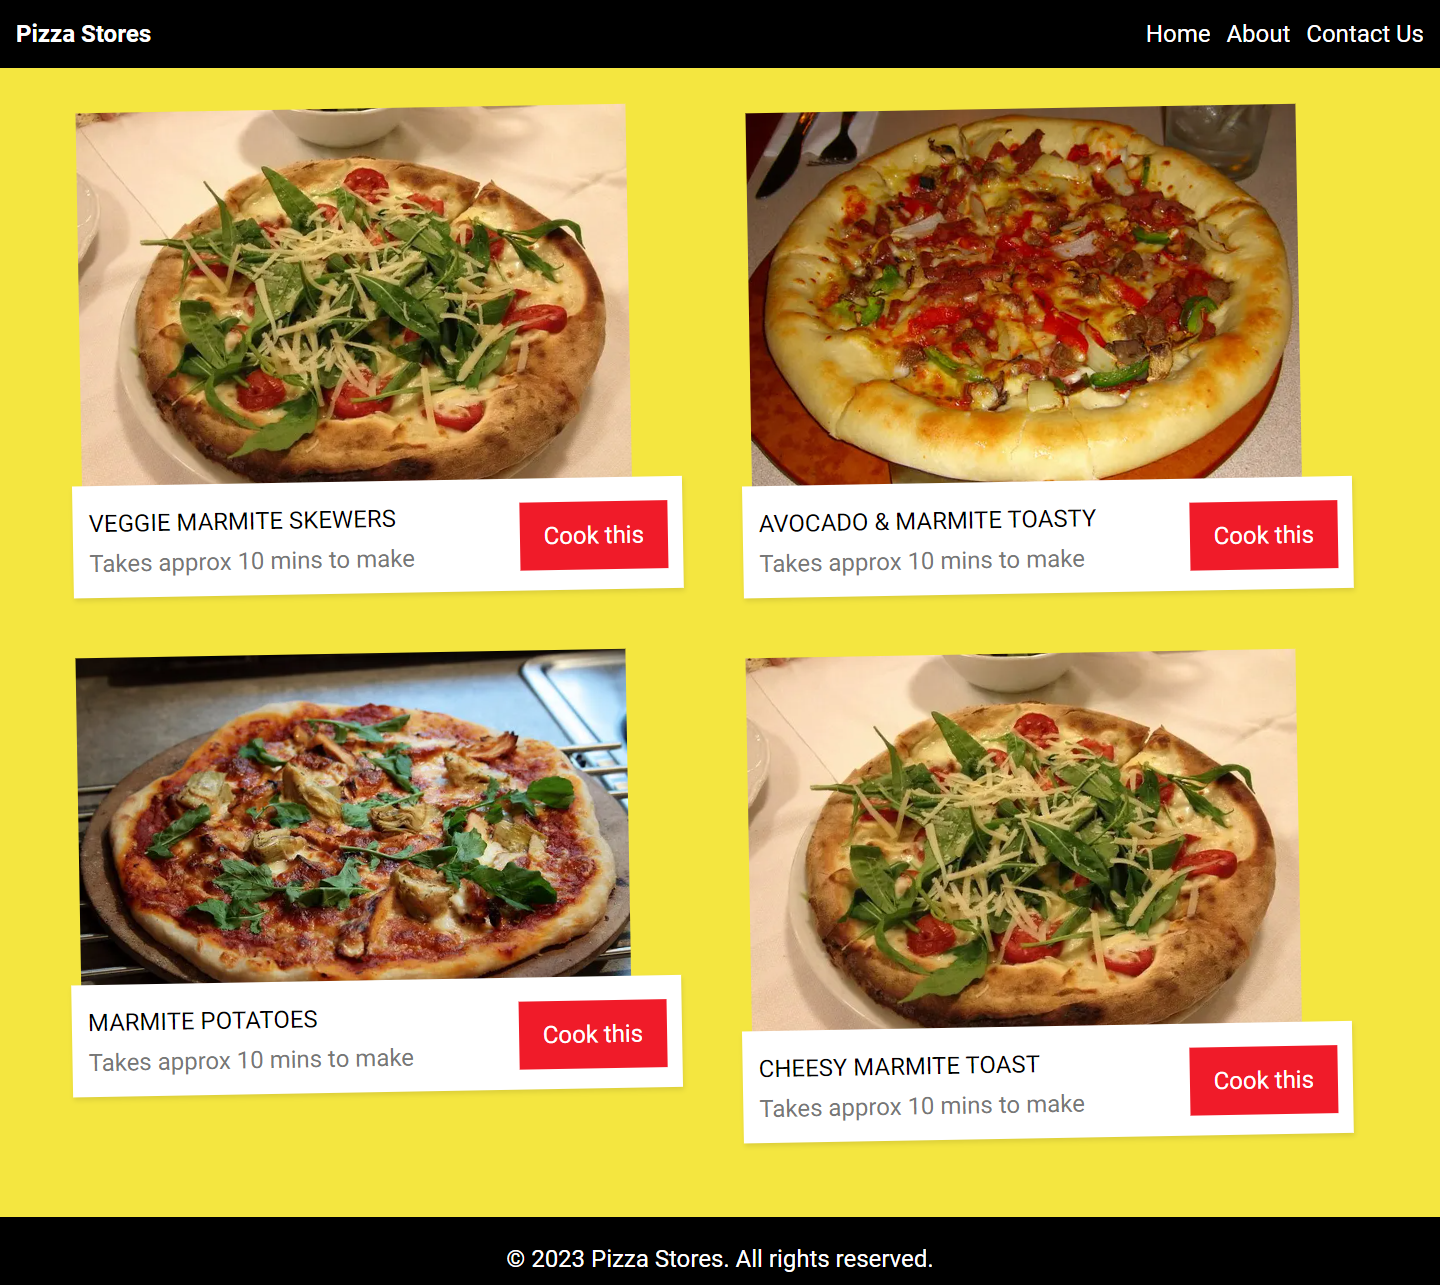 Pizza Stores
Home About Contact Us
VEGGIE MARMITE SKEWERS
Takes approx 10 mins to make
Cook this
AVOCADO & MARMITE TOASTY
Takes approx 10 mins to make
Cook this
MARMITE POTATOES
Takes approx 10 mins to make
Cook this
CHEESY MARMITE TOAST
Takes approx 10 mins to make
Cook this
© 2023 Pizza Stores. All rights reserved.